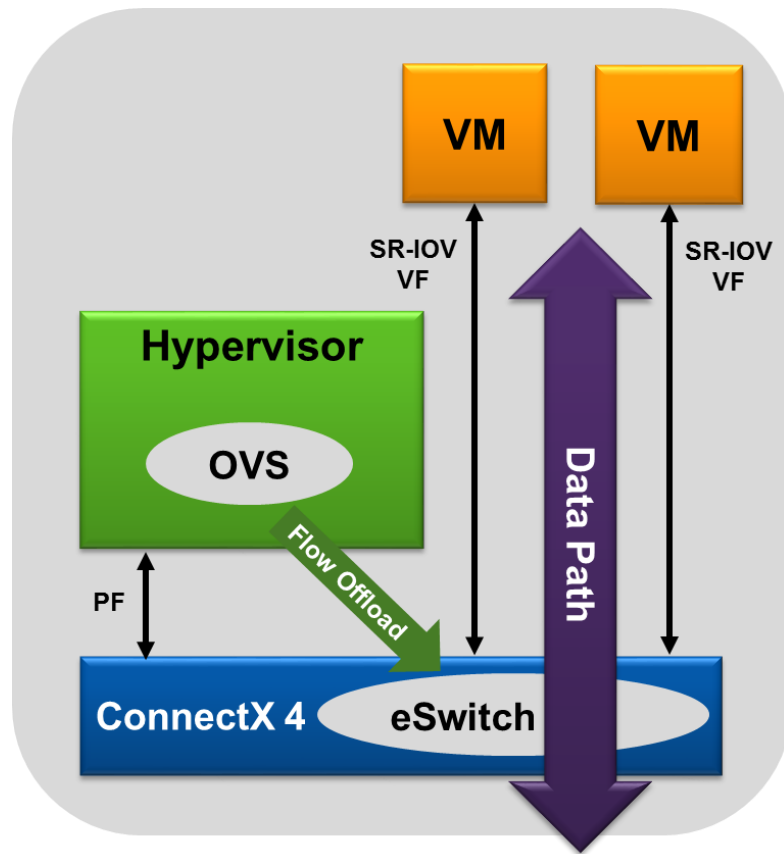 VM
VM
SR-IOV
VF
SR-IOV
VF
Hypervisor
OVS
Flow Offload
Data Path
PF
ConnectX 4
eSwitch